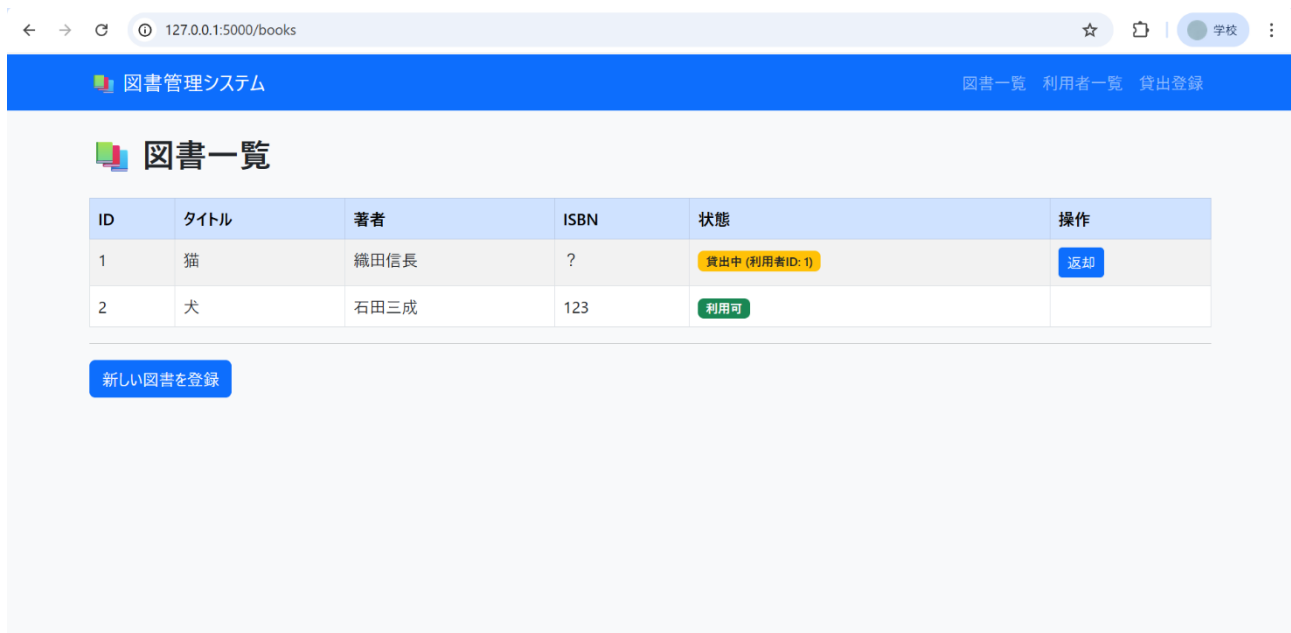 127.0.0.1:5000/books
学校
図書管理システム
図書一覧 利用者一覧 貸出登録
図書一覧
ID タイトル 著者 ISBN 状態 操作
1 猫 織田信長 ? 貸出中 (利用者ID: 1) 返却
2 犬 石田三成 123 利用可
新しい図書を登録